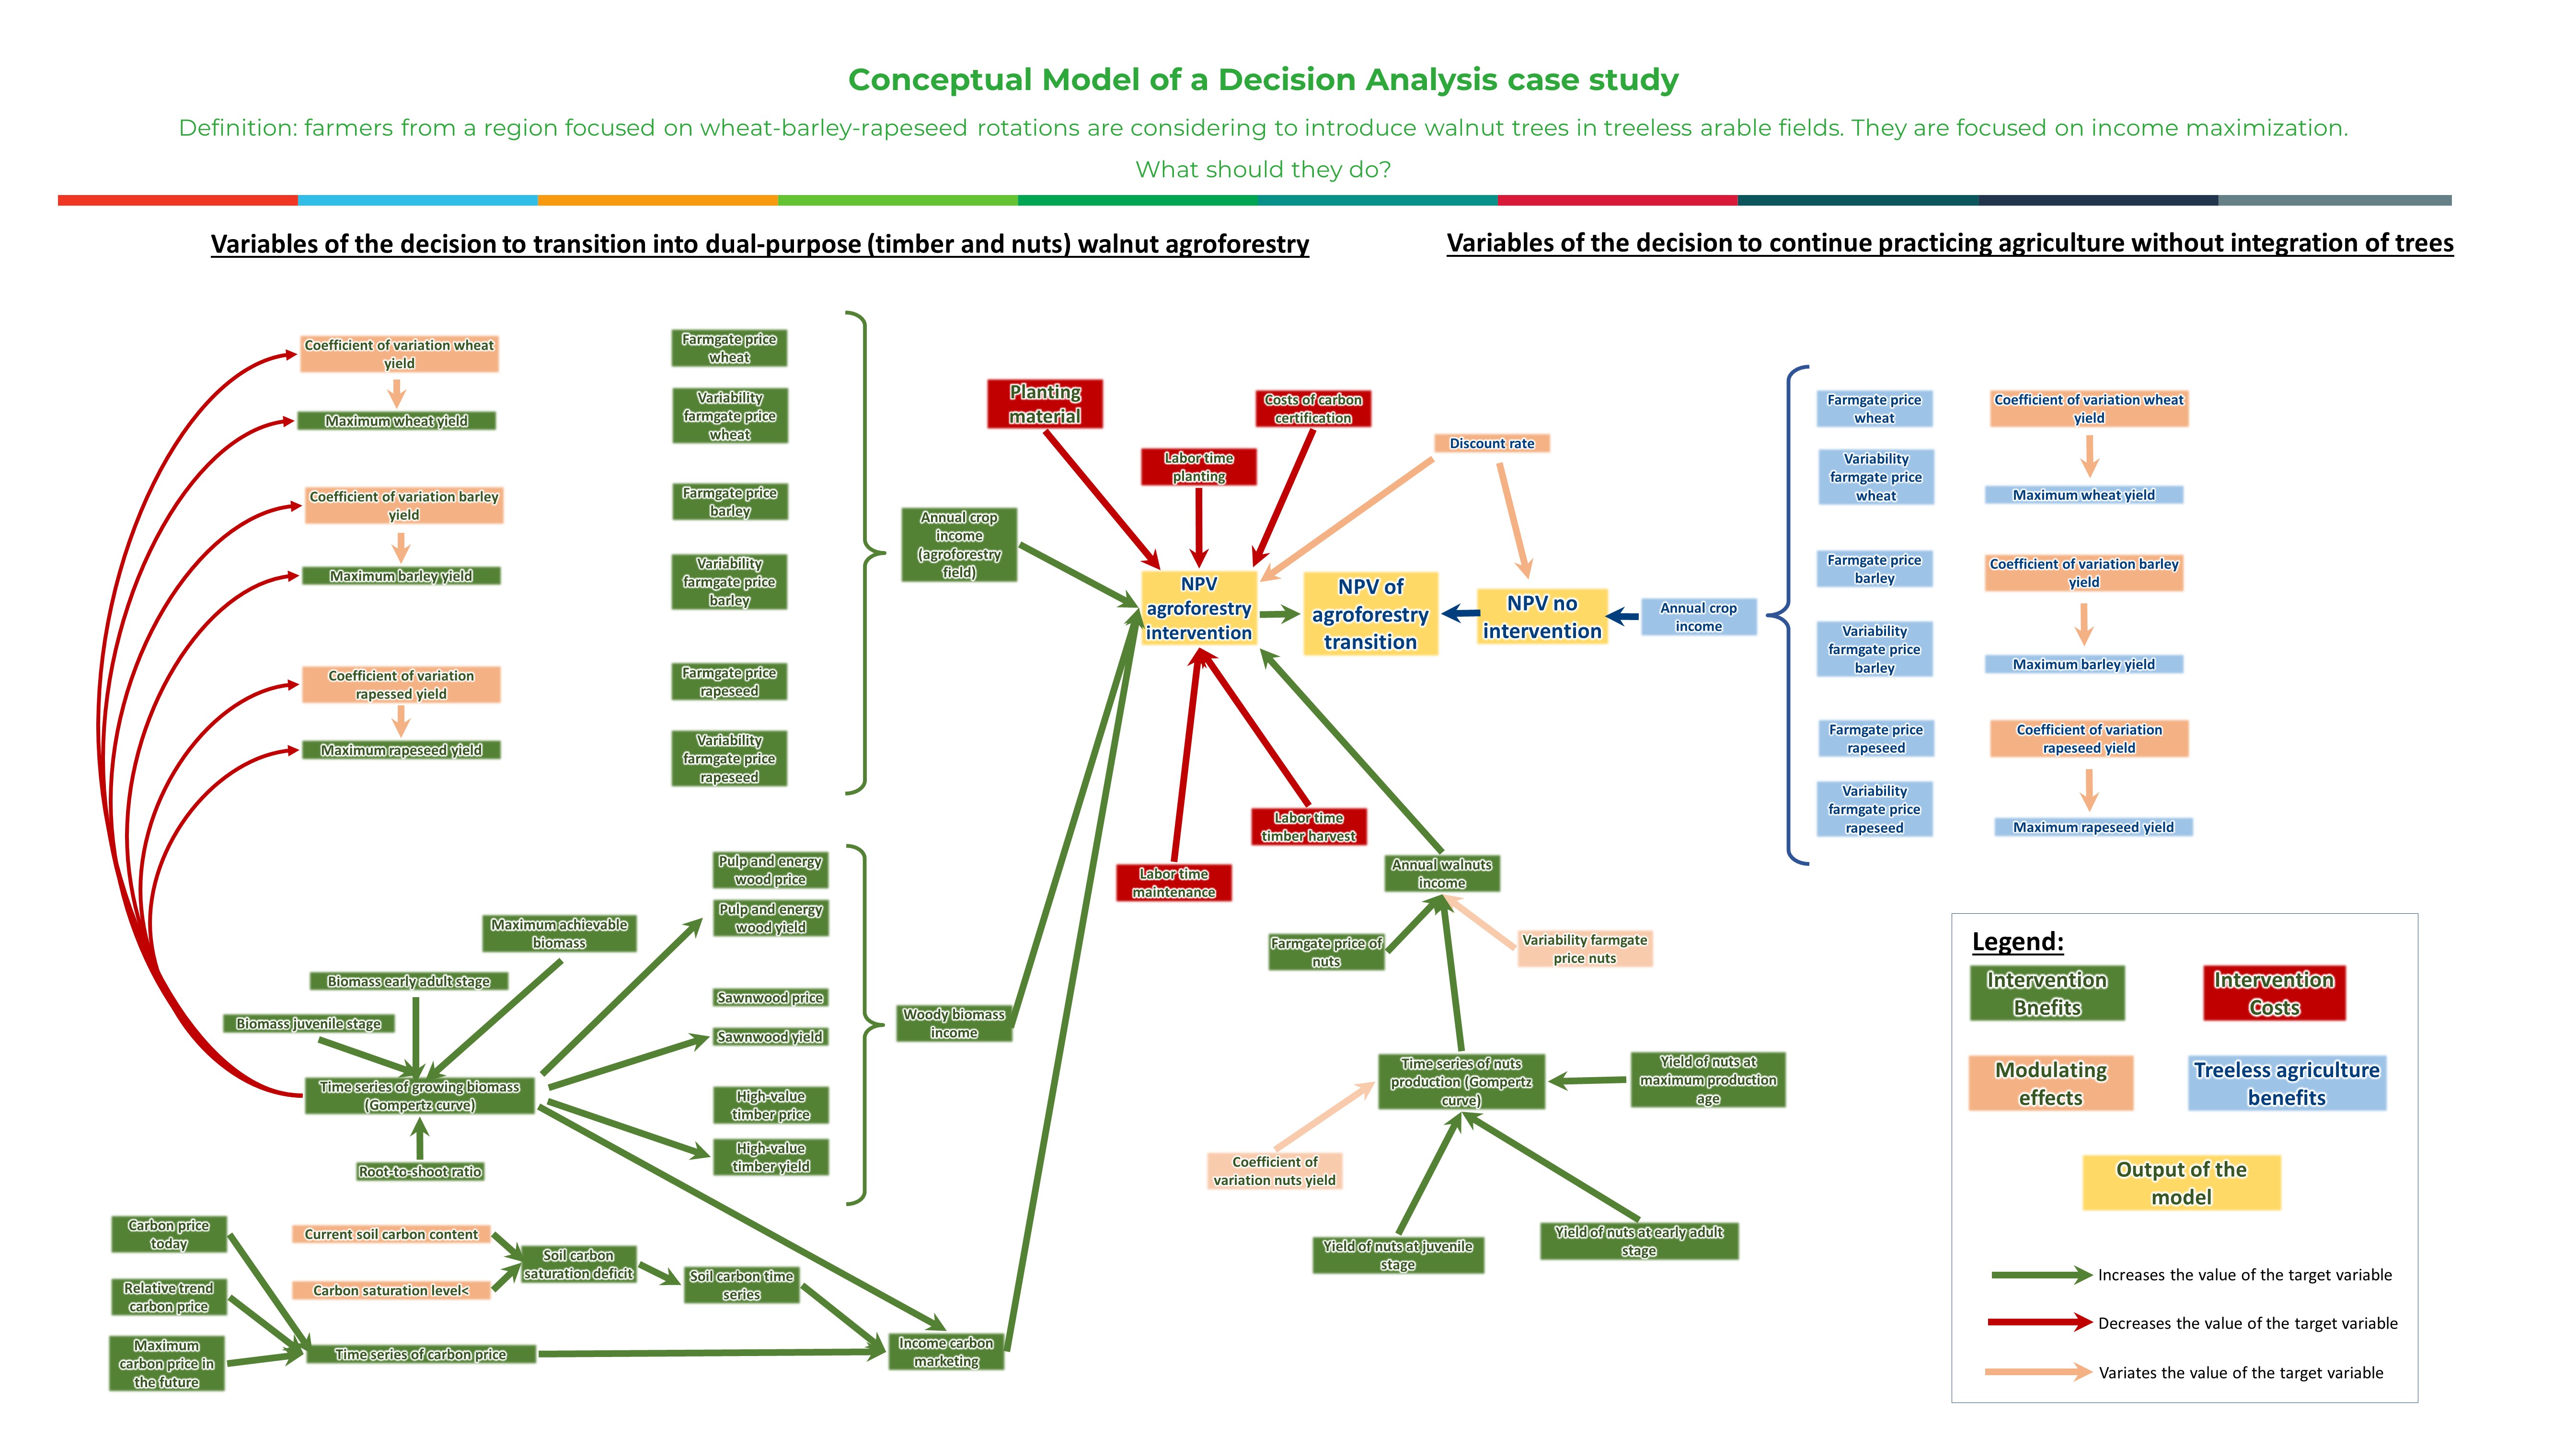 Conceptual Model of a Decision Analysis case study
Definition: farmers from a region focused on wheat-barley-rapeseed rotations are considering to introduce walnut trees in treeless arable fields. They are focused on income maximization.
What should they do?
Variables of the decision to transition into dual-purpose (timber and nuts) walnut agroforestry
Variables of the decision to continue practicing agriculture without integration of trees
Coefficient of variation wheat
yield
Maximum wheat yield
Coefficient of variation barley
yield
Maximum barley yield
Coefficient of variation
rapessed yield
Maximum rapeseed yield
Farmgate price
wheat
Variability
farmgate price
wheat
Farmgate price
barley
Variability
farmgate price
barley
Farmgate price
rapeseed
Variability
farmgate price
rapeseed
Annual crop
income
(agroforestry
field)
Planting
material
Labor time
planting
Costs of carbon
certification
Discount rate
NPV
agroforestry
intervention
NPV of
agroforestry
transition
NPV no
intervention
Annual crop
income
Farmgate price
wheat
Variability
farmgate price
wheat
Farmgate price
barley
Variability
farmgate price
barley
Farmgate price
rapeseed
Variability
farmgate price
rapeseed
Coefficient of variation wheat
yield
Maximum wheat yield
Coefficient of variation barley
yield
Maximum barley yield
Coefficient of variation
rapeseed yield
Maximum rapeseed yield
Labor time
timber harvest
Labor time
maintenance
Annual walnuts
income
Farmgate price of
nuts
Variability farmgate
price nuts
Time series of nuts
production (Gompertz
curve)
Yield of nuts at
maximum production
age
Coefficient of
variation nuts yield
Yield of nuts at juvenile
stage
Yield of nuts at early adult
stage
Pulp and energy
wood price
Pulp and energy
wood yield
Sawnwood price
Sawnwood yield
High-value
timber price
High-value
timber yield
Woody biomass
income
Maximum achievable
biomass
Biomass early adult stage
Biomass juvenile stage
Time series of growing biomass
(Gompertz curve)
Root-to-shoot ratio
Carbon price
today
Relative trend
carbon price
Maximum
carbon price in
the future
Current soil carbon content
Carbon saturation level<
Soil carbon
saturation deficit
Soil carbon time
series
Time series of carbon price
Income carbon
marketing
Legend:
Intervention
Bnefits
Intervention
Costs
Modulating
effects
Treeless agriculture
benefits
Output of the
model
Increases the value of the target variable
Decreases the value of the target variable
Variates the value of the target variable